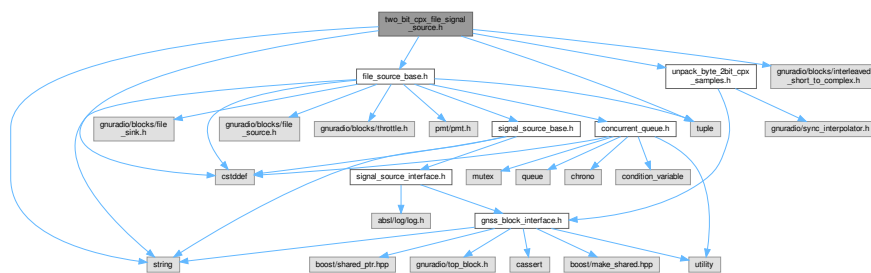 two_bit_cpx_file_signal
_source.h
file_source_base.h
unpack_byte_2bit_cpx
_samples.h
gnuradio/blocks/interleaved
_short_to_complex.h
gnuradio/blocks/file
_sink.h
gnuradio/blocks/file
_source.h
gnuradio/blocks/throttle.h
pmt/pmt.h
signal_source_base.h
concurrent_queue.h
tuple
gnuradio/sync_interpolator.h
cstddef
signal_source_interface.h
mutex
queue
chrono
condition_variable
absl/log/log.h
gnss_block_interface.h
string
boost/shared_ptr.hpp
gnuradio/top_block.h
cassert
boost/make_shared.hpp
utility